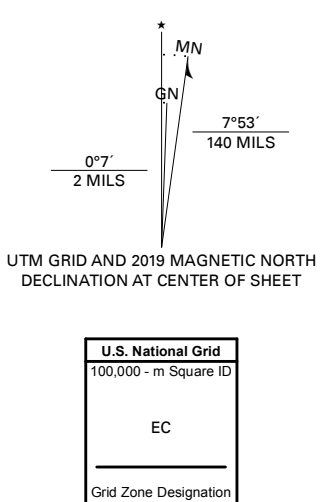 ★
MN
GN
7°53´
140 MILS
0°7´
2 MILS
UTM GRID AND 2019 MAGNETIC NORTH
DECLINATION AT CENTER OF SHEET
U.S. National Grid
100,000 - m Square ID
EC
Grid Zone Designation